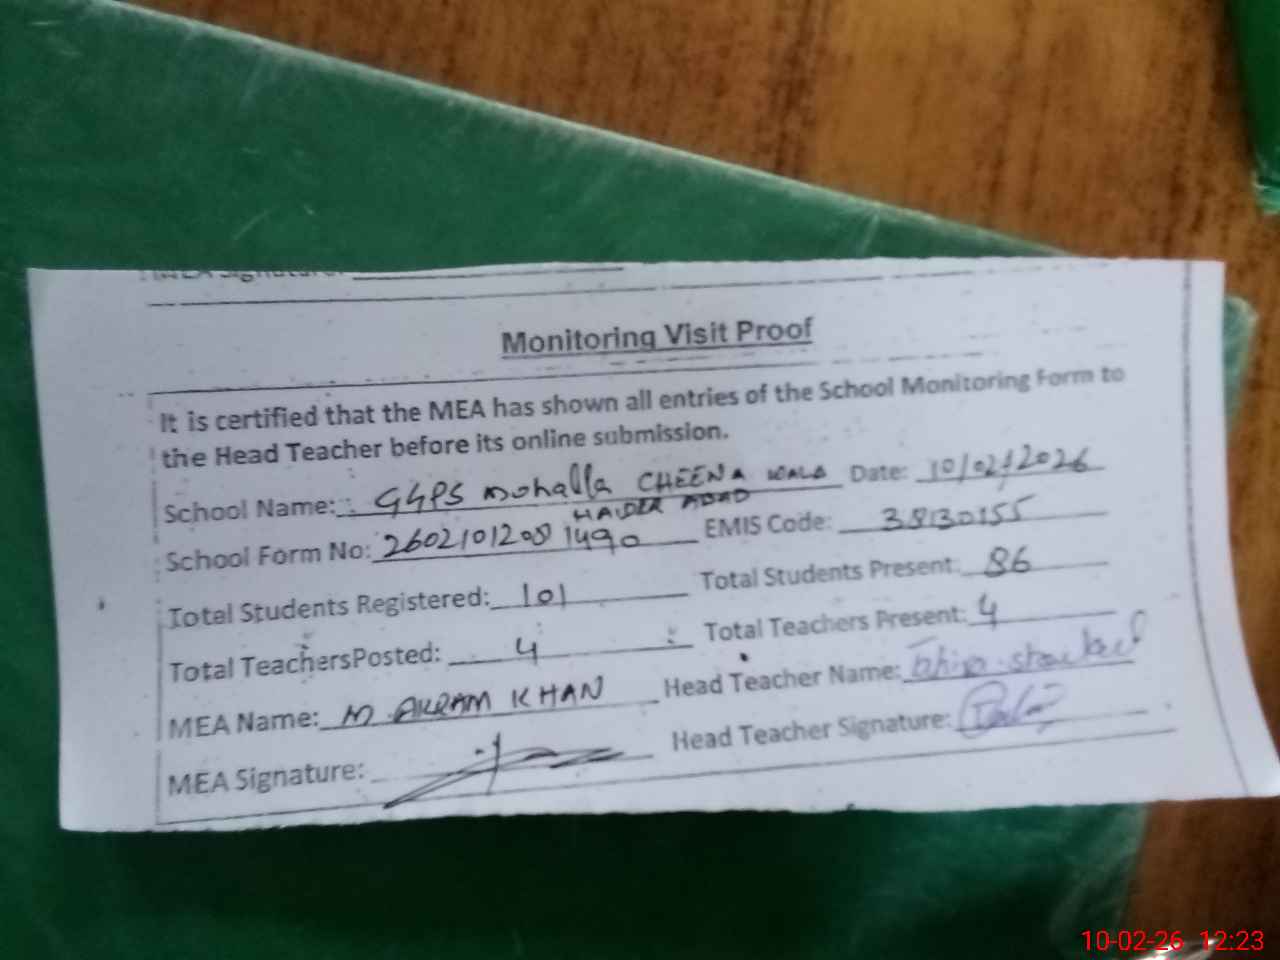 Monitoring Visit Proof
It is certified that the MEA has shown all entries of the School Monitoring Form to
the Head Teacher before its online submission.
School Name: GGPS Mohalla CHEENA WALA Date: 10/02/2026
HAIDER ABAD
School Form No: EMIS Code: 38130155
Total Students Registered: 101 Total Students Present: 86
Total TeachersPosted: 4 Total Teachers Present: 4
MEA Name: M. AKRAM KHAN Head Teacher Name:
MEA Signature: Head Teacher Signature:
10-02-26 12:23